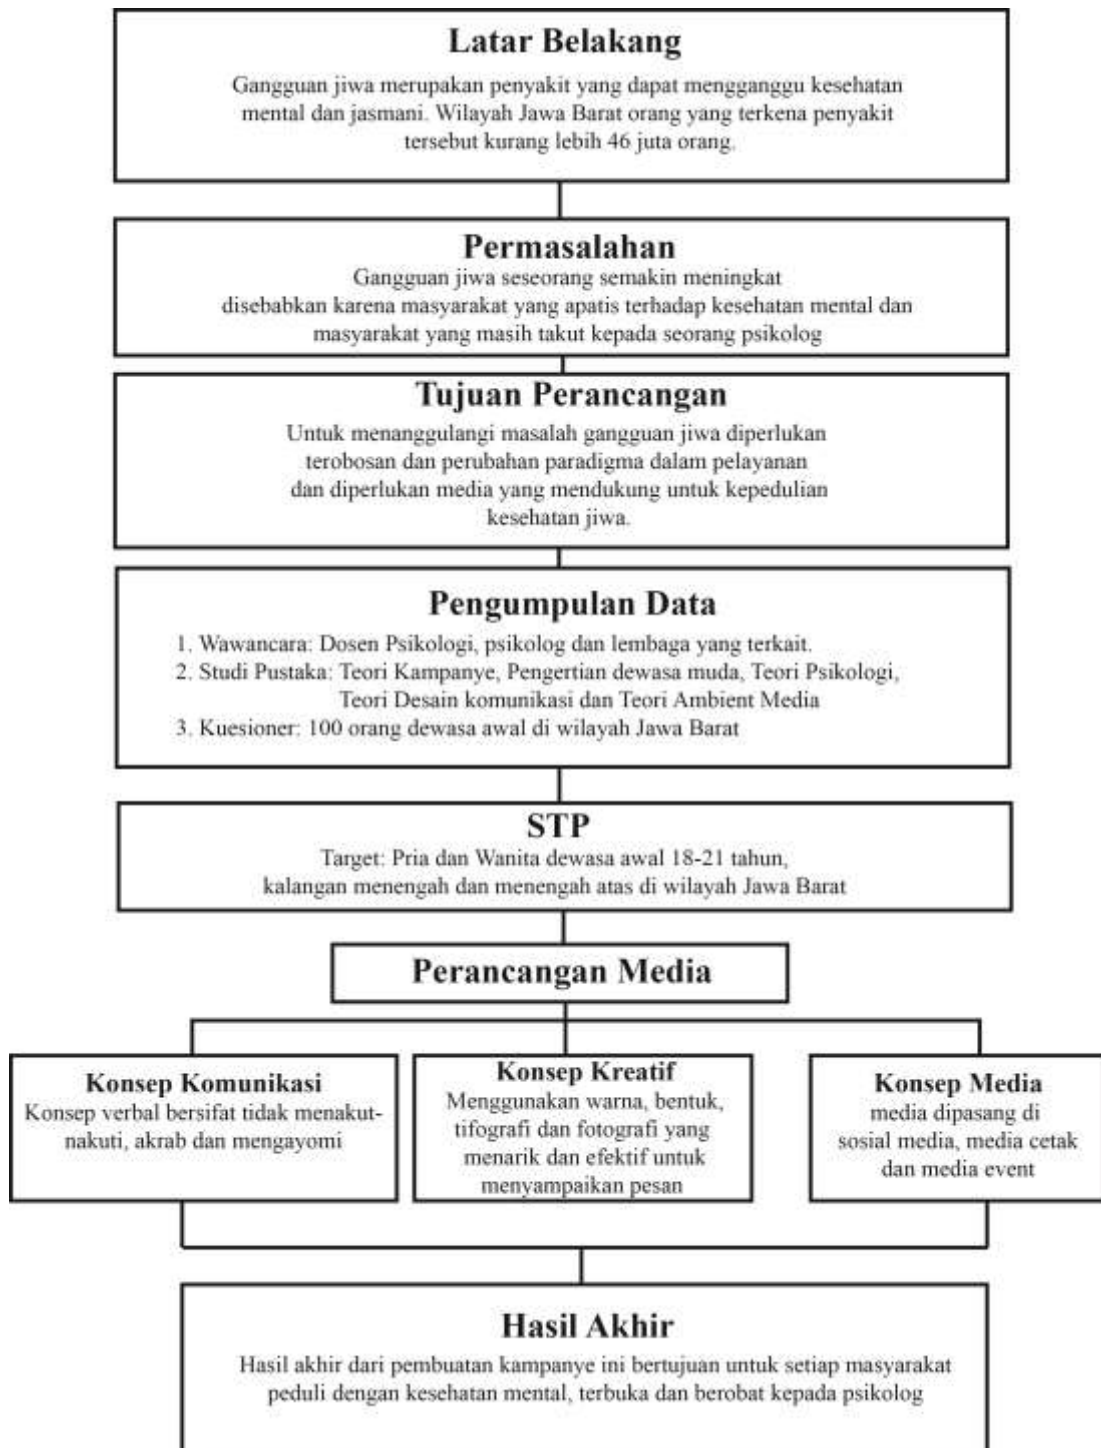 Latar Belakang
Gangguan jiwa merupakan penyakit yang dapat mengganggu kesehatan
mental dan jasmani. Wilayah Jawa Barat orang yang terkena penyakit
tersebut kurang lebih 46 juta orang.
Permasalahan
Gangguan jiwa seseorang semakin meningkat
disebabkan karena masyarakat yang apatis terhadap kesehatan mental dan
masyarakat yang masih takut kepada seorang psikolog
Tujuan Perancangan
Untuk menanggulangi masalah gangguan jiwa diperlukan
terobosan dan perubahan paradigma dalam pelayanan
dan diperlukan media yang mendukung untuk kepedulian
kesehatan jiwa.
Pengumpulan Data
1. Wawancara: Dosen Psikologi, psikolog dan lembaga yang terkait.
2. Studi Pustaka: Teori Kampanye, Pengertian dewasa muda, Teori Psikologi,
Teori Desain komunikasi dan Teori Ambient Media
3. Kuesioner: 100 orang dewasa awal di wilayah Jawa Barat
STP
Target: Pria dan Wanita dewasa awal 18-21 tahun,
kalangan menengah dan menengah atas di wilayah Jawa Barat
Perancangan Media
Konsep Komunikasi
Konsep verbal bersifat tidak menakut-
nakuti, akrab dan mengayomi
Konsep Kreatif
Menggunakan warna, bentuk,
tifografi dan fotografi yang
menarik dan efektif untuk
menyampaikan pesan
Konsep Media
media dipasang di
sosial media, media cetak
dan media event
Hasil Akhir
Hasil akhir dari pembuatan kampanye ini bertujuan untuk setiap masyarakat
peduli dengan kesehatan mental, terbuka dan berobat kepada psikolog